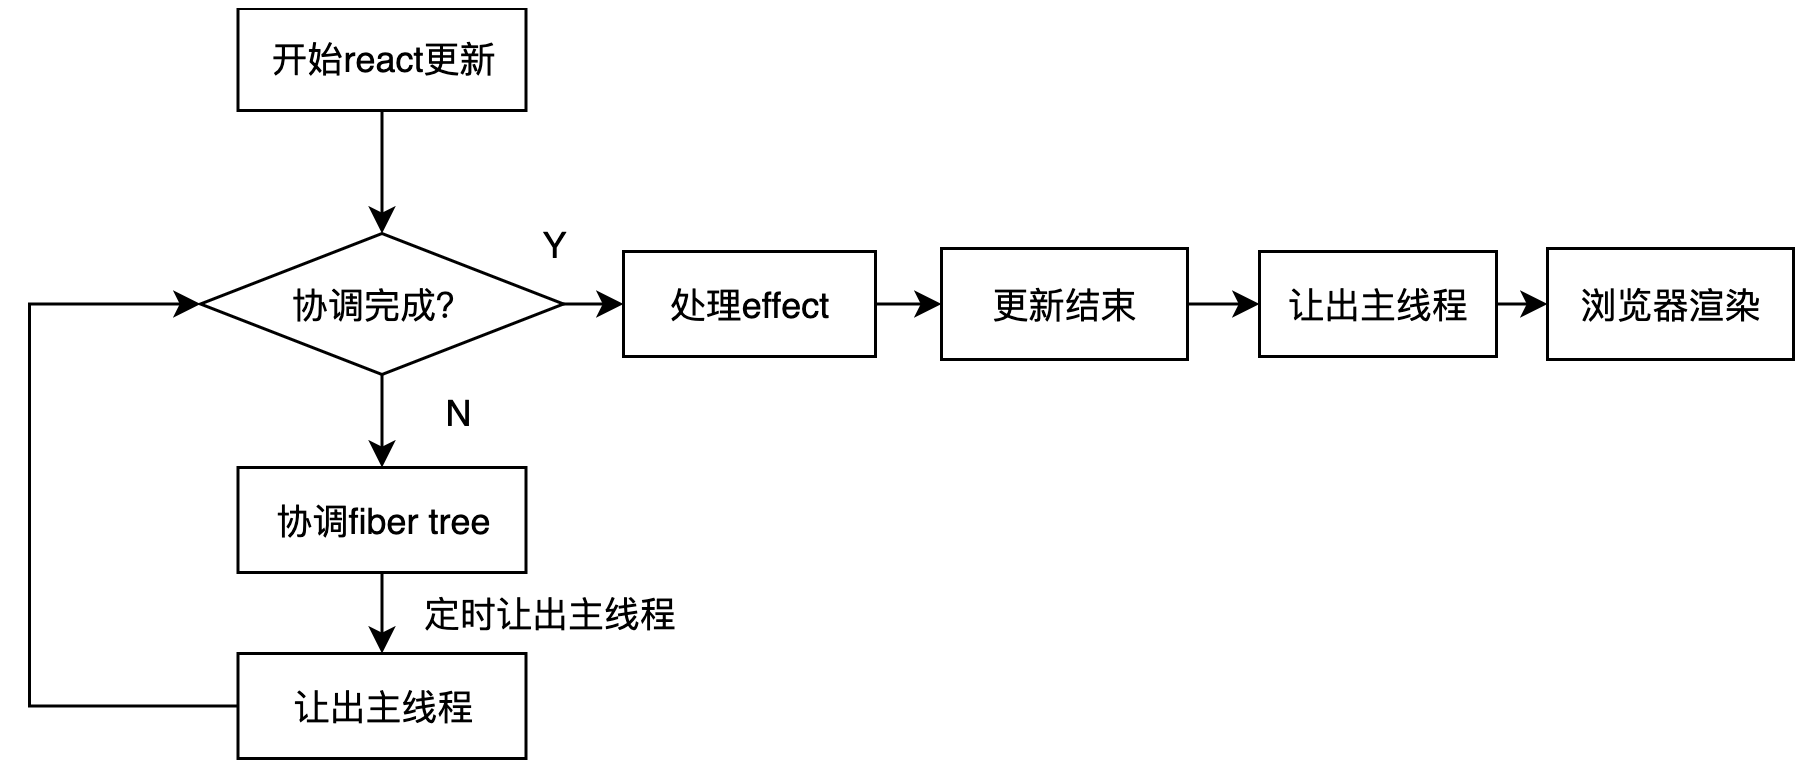 开始react更新
协调完成?
Y
处理effect
更新结束
让出主线程
浏览器渲染
N
协调fiber tree
定时让出主线程
让出主线程